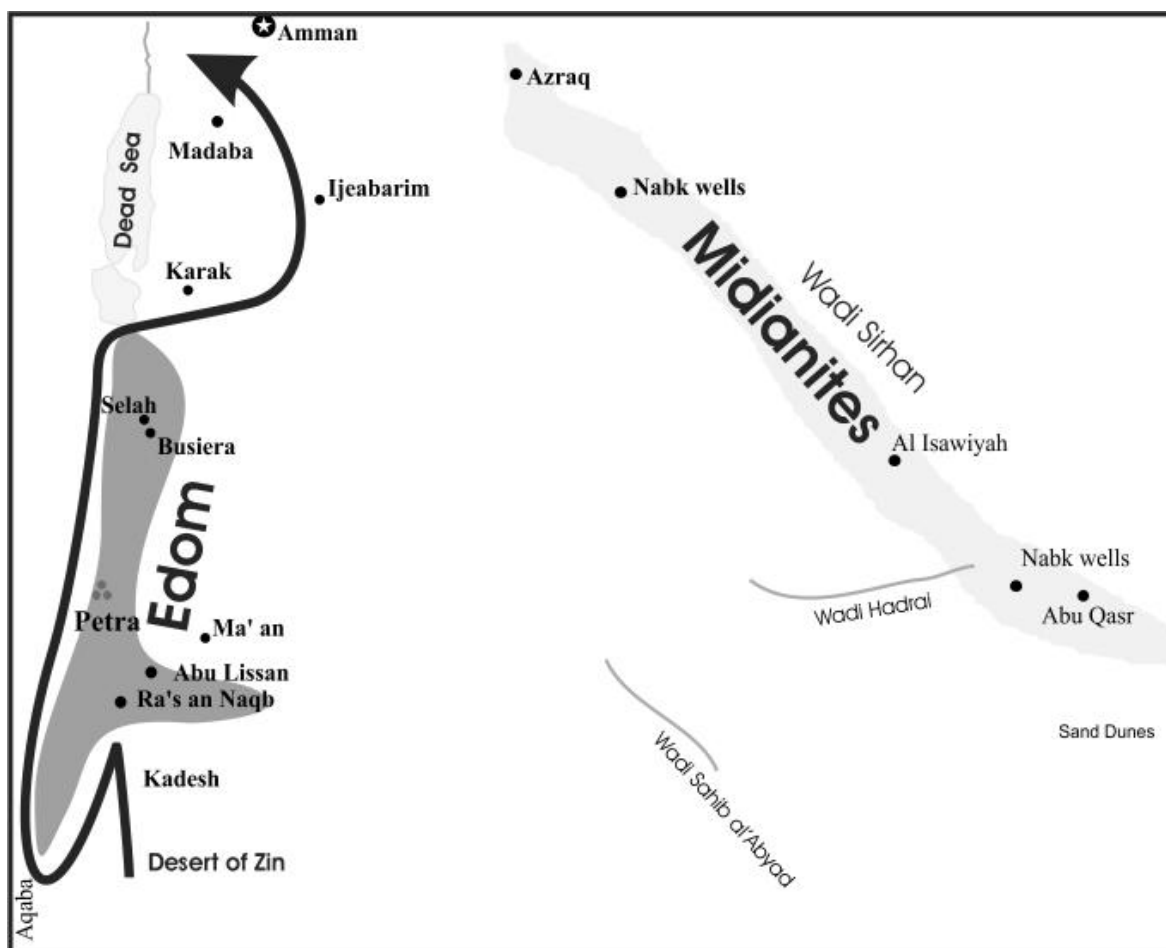 Amman
Azraq
Madaba
Dead Sea
Ijeabarim
Nabk wells
Midianites
Wadi Sirhan
Karak
Selah
Busiera
Al Isawiyah
Edom
Nabk wells
Petra
Wadi Hadrai
Abu Qasr
Ma' an
Abu Lissan
Ra's an Naqb
Sand Dunes
Kadesh
Wadi Sahib al'Abyad
Desert of Zin
Aqaba